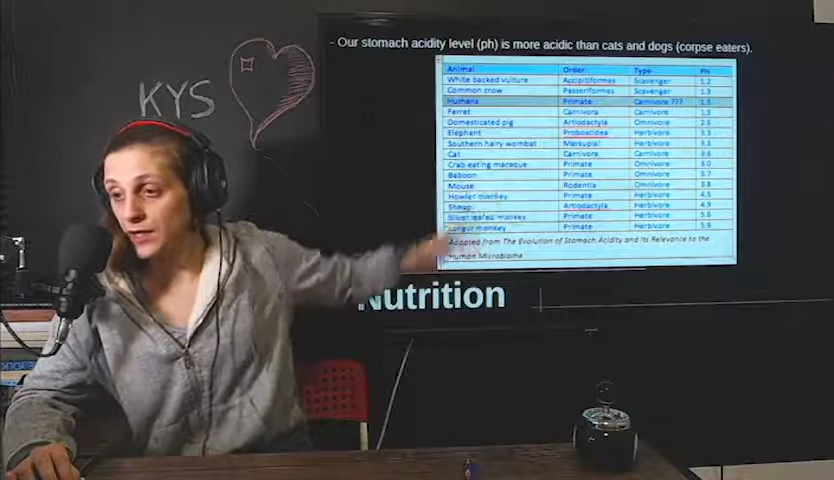 - Our stomach acidity level (ph) is more acidic than cats and dogs (corpse eaters).
KYS
Animal Order Type PH
White backed vulture Accipitiformes Scavenger 1.2
Common crow Passeriformes Scavenger 1.3
Humans Primate Carnivore ??? 1.5
Ferret Carnivora Carnivore 1.5
Domesticated pig Artiodactyla Omnivore 2.6
Elephant Proboscidea Herbivore 3.3
Southern hairy wombat Marsupial Herbivore 3.3
Cat Carnivora Carnivore 3.6
Crab eating macaque Primate Omnivore 3.6
Baboon Primate Omnivore 3.7
Mouse Rodentia Omnivore 3.8
Howler monkey Primate Herbivore 4.5
Sheep Artiodactyla Herbivore 4.9
Silver leafed monkey Primate Herbivore 5.6
Langur monkey Primate Herbivore 5.9
Adapted from The Evolution of Stomach Acidity and its Relevance to the
Human Microbiome
Nutrition